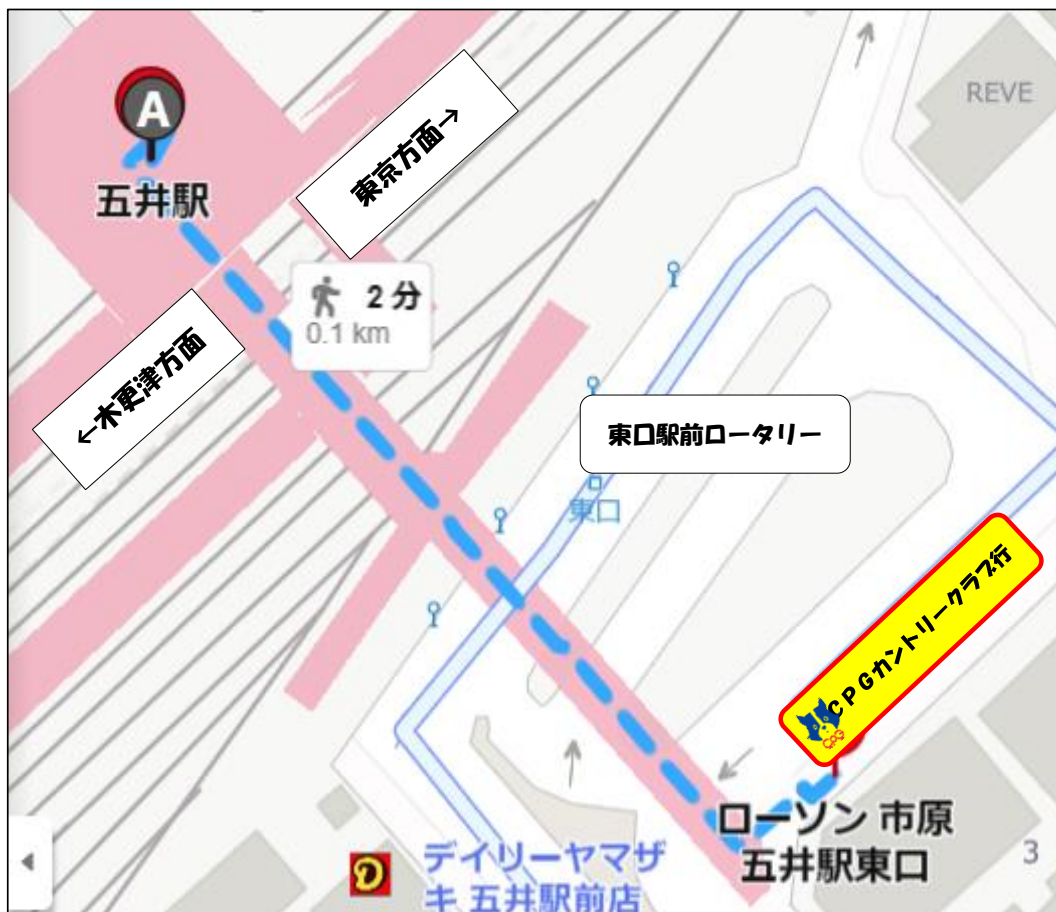 REVE
A
東京方面→
五井駅
2 分
0.1 km
←木更津方面
東口駅前ロータリー
東口
CPGカントリークラブ行
CPG
ローソン 市原
五井駅東口
3
デイリーヤマザ
キ 五井駅前店
D